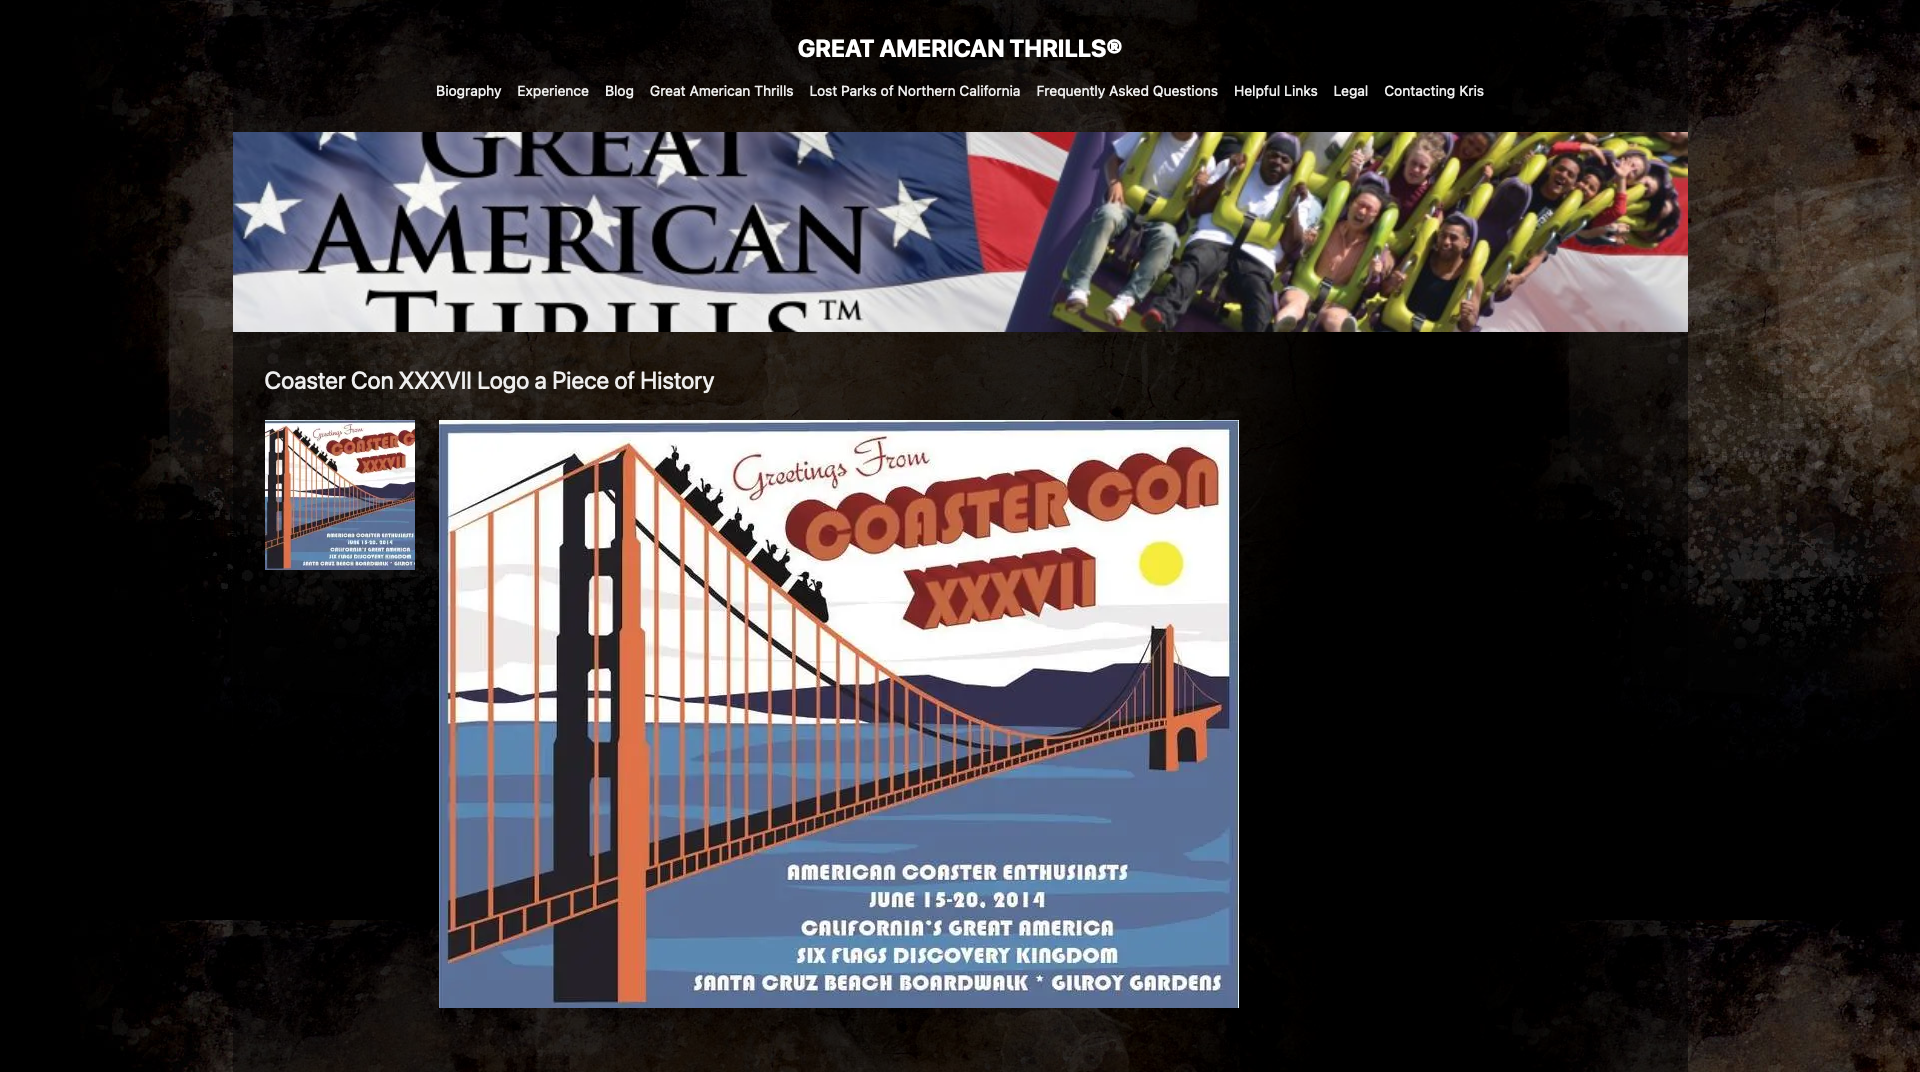 GREAT AMERICAN THRILLS®
Biography Experience Blog Great American Thrills Lost Parks of Northern California Frequently Asked Questions Helpful Links Legal Contacting Kris
GREAT
AMERICAN
THRILLS™
Coaster Con XXXVII Logo a Piece of History
Greetings From
COASTER CON
XXXVII
AMERICAN COASTER ENTHUSIASTS
JUNE 15-20, 2014
CALIFORNIA'S GREAT AMERICA
SIX FLAGS DISCOVERY KINGDOM
SANTA CRUZ BEACH BOARDWALK * GILROY
Greetings From
COASTER CON
XXXVII
AMERICAN COASTER ENTHUSIASTS
JUNE 15-20, 2014
CALIFORNIA'S GREAT AMERICA
SIX FLAGS DISCOVERY KINGDOM
SANTA CRUZ BEACH BOARDWALK * GILROY GARDENS